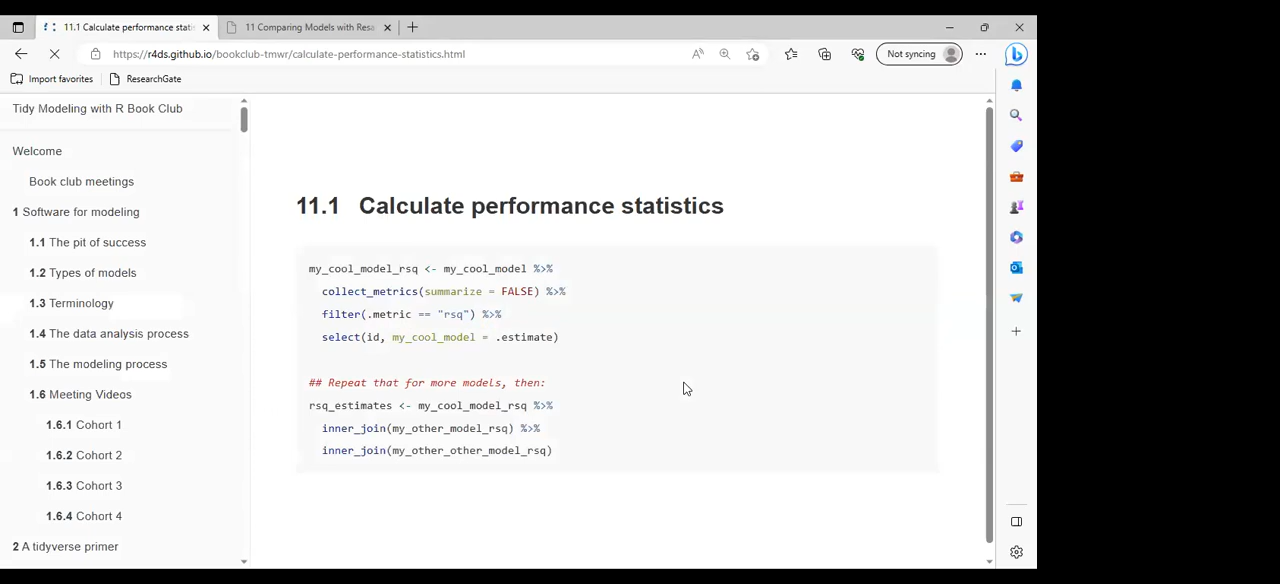 11.1 Calculate performance stati
11 Comparing Models with Resa
https://r4ds.github.io/bookclub-tmwr/calculate-performance-statistics.html
Not syncing
Import favorites
ResearchGate
Tidy Modeling with R Book Club
Welcome
Book club meetings
1 Software for modeling
1.1 The pit of success
1.2 Types of models
1.3 Terminology
1.4 The data analysis process
1.5 The modeling process
1.6 Meeting Videos
1.6.1 Cohort 1
1.6.2 Cohort 2
1.6.3 Cohort 3
1.6.4 Cohort 4
2 A tidyverse primer
11.1 Calculate performance statistics
my_cool_model_rsq <- my_cool_model %>%
collect_metrics(summarize = FALSE) %>%
filter(.metric == "rsq") %>%
select(id, my_cool_model = .estimate)
## Repeat that for more models, then:
rsq_estimates <- my_cool_model_rsq %>%
inner_join(my_other_model_rsq) %>%
inner_join(my_other_other_model_rsq)